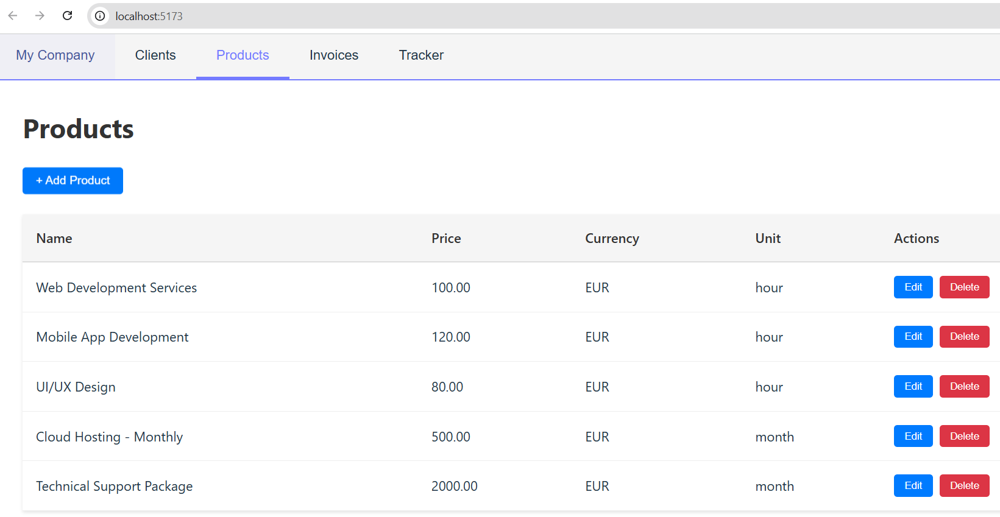 localhost:5173
My Company Clients Products Invoices Tracker
Products
+ Add Product
Name Price Currency Unit Actions
Web Development Services 100.00 EUR hour Edit Delete
Mobile App Development 120.00 EUR hour Edit Delete
UI/UX Design 80.00 EUR hour Edit Delete
Cloud Hosting - Monthly 500.00 EUR month Edit Delete
Technical Support Package 2000.00 EUR month Edit Delete